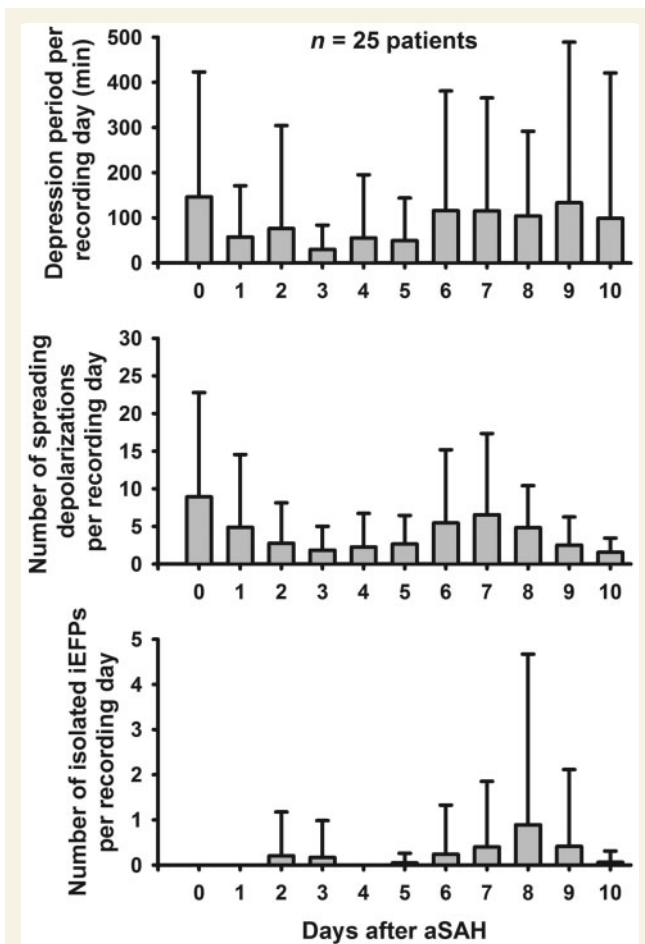 n = 25 patients
Depression period per
recording day (min)
500
400
300
200
100
0
0 1 2 3 4 5 6 7 8 9 10
Number of spreading
depolarizations
per recording day
30
25
20
15
10
5
0
0 1 2 3 4 5 6 7 8 9 10
Number of isolated iEFPs
per recording day
5
4
3
2
1
0
0 1 2 3 4 5 6 7 8 9 10
Days after aSAH